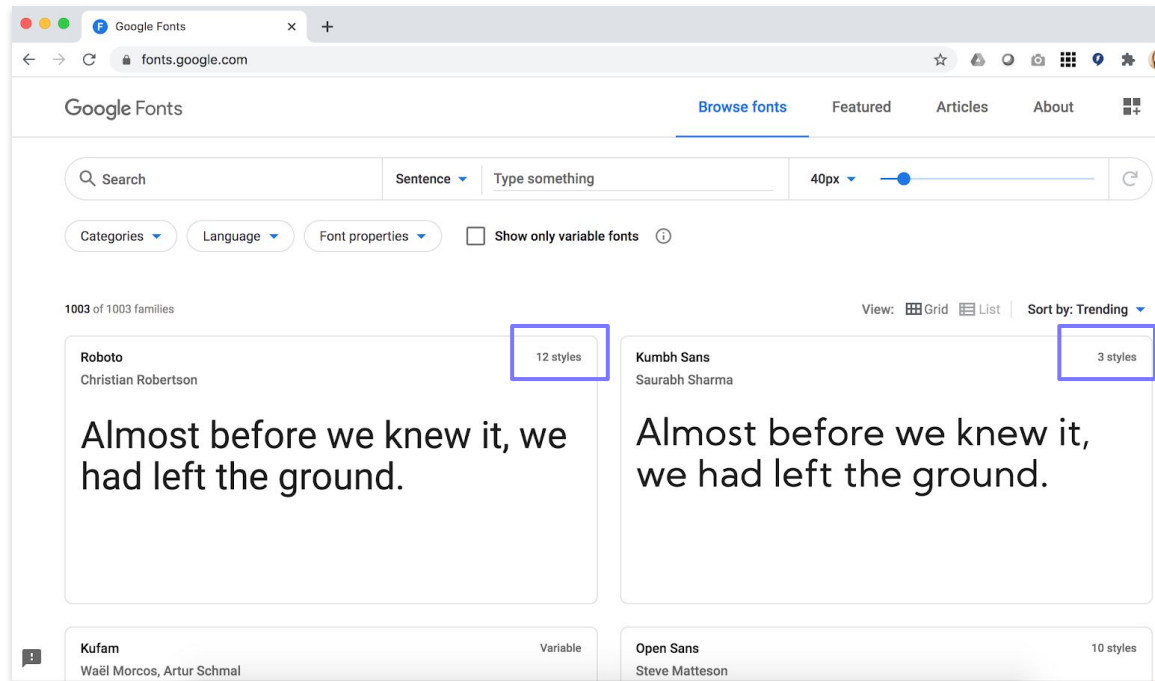 Google Fonts
fonts.google.com
Google Fonts
Browse fonts
Featured
Articles
About
Search
Sentence
Type something
40px
Categories
Language
Font properties
Show only variable fonts
1003 of 1003 families
View:
Grid
List
Sort by: Trending
Roboto
12 styles
Christian Robertson
Almost before we knew it, we
had left the ground.
Kumbh Sans
3 styles
Saurabh Sharma
Almost before we knew it,
we had left the ground.
Kufam
Variable
Waël Morcos, Artur Schmal
Open Sans
10 styles
Steve Matteson